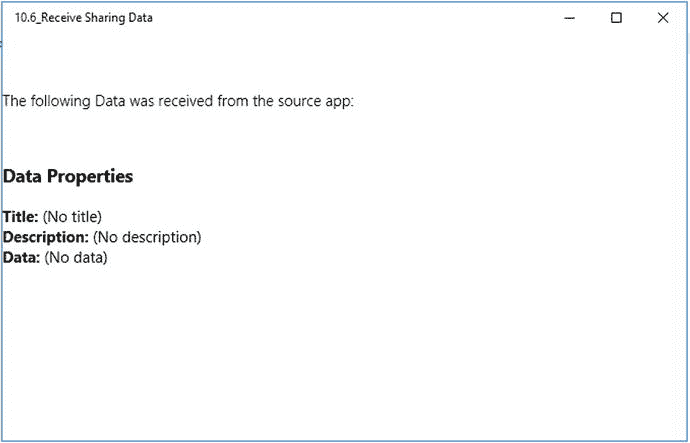 10.6_Receive Sharing Data
The following Data was received from the source app:
Data Properties
Title: (No title)
Description: (No description)
Data: (No data)